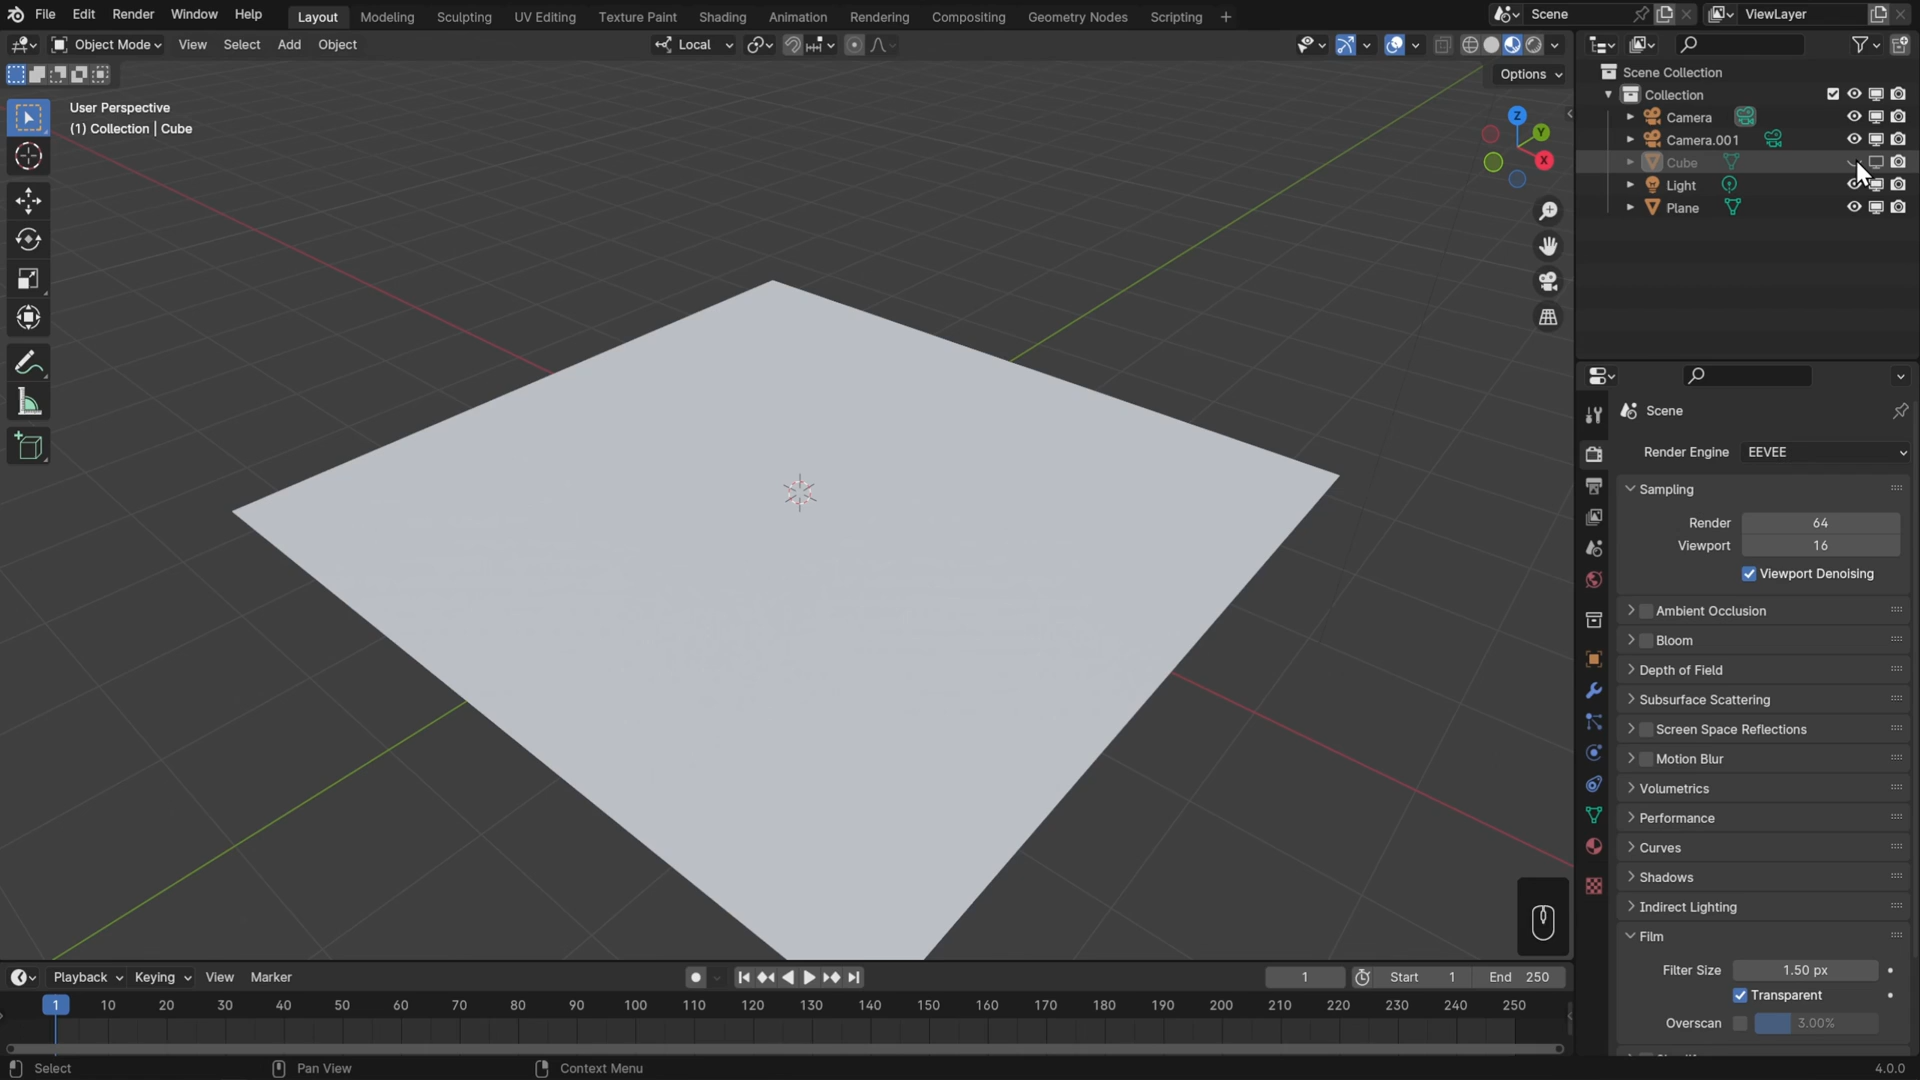 File Edit Render Window Help Layout Modeling Sculpting UV Editing Texture Paint Shading Animation Rendering Compositing Geometry Nodes Scripting + Scene ViewLayer
Object Mode View Select Add Object Local
Options
User Perspective
(1) Collection | Cube
Z
Y
X
Scene Collection
Collection
Camera
Camera.001
Cube
Light
Plane
Scene
Render Engine EEVEE
Sampling
Render 64
Viewport 16
Viewport Denoising
Ambient Occlusion
Bloom
Depth of Field
Subsurface Scattering
Screen Space Reflections
Motion Blur
Volumetrics
Performance
Curves
Shadows
Indirect Lighting
Film
Filter Size 1.50 px
Transparent
Overscan 3.00%
Playback Keying View Marker 1 Start 1 End 250
1 10 20 30 40 50 60 70 80 90 100 110 120 130 140 150 160 170 180 190 200 210 220 230 240 250
Select Pan View Context Menu 4.0.0